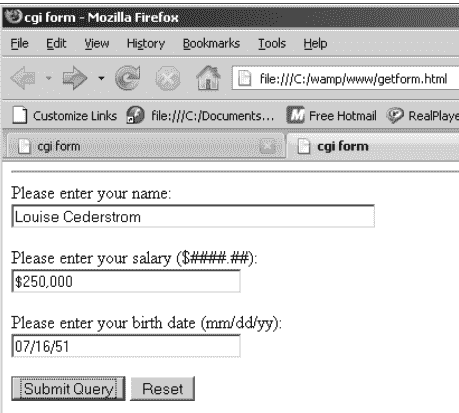 cgi form - Mozilla Firefox
File Edit View History Bookmarks Tools Help
file:///C:/wamp/www/getform.html
Customize Links file:///C:/Documents... Free Hotmail RealPlaye
cgi form cgi form
Please enter your name:
Louise Cederstrom
Please enter your salary ($####.##):
$250,000
Please enter your birth date (mm/dd/yy):
07/16/51
Submit Query Reset